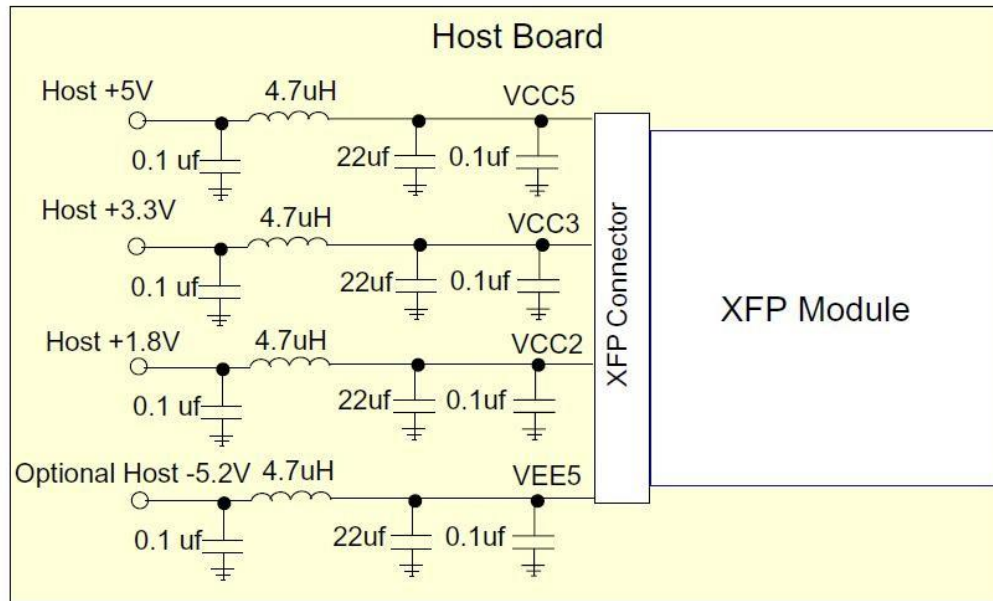 Host Board
Host +5V
4.7uH
VCC5
0.1 uf
22uf
0.1uf
Host +3.3V
4.7uH
VCC3
0.1 uf
22uf
0.1uf
Host +1.8V
4.7uH
VCC2
0.1 uf
22uf
0.1uf
Optional Host -5.2V
4.7uH
VEE5
0.1 uf
22uf
0.1uf
XFP Connector
XFP Module